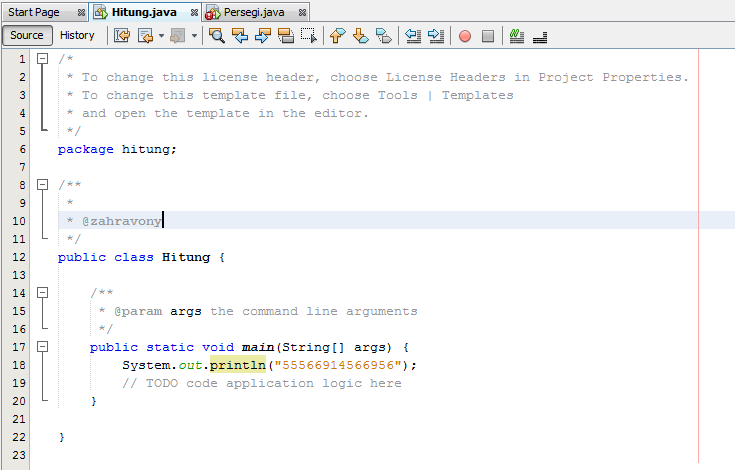 Start Page Hitung.java Persegi.java
Source History
1 /*
2 * To change this license header, choose License Headers in Project Properties.
3 * To change this template file, choose Tools | Templates
4 * and open the template in the editor.
5 */
6 package hitung;
7
8 /**
9 *
10 * @zahravony
11 */
12 public class Hitung {
13
14 /**
15 * @param args the command line arguments
16 */
17 public static void main(String[] args) {
18 System.out.println("55566914566956");
19 // TODO code application logic here
20 }
21
22 }
23